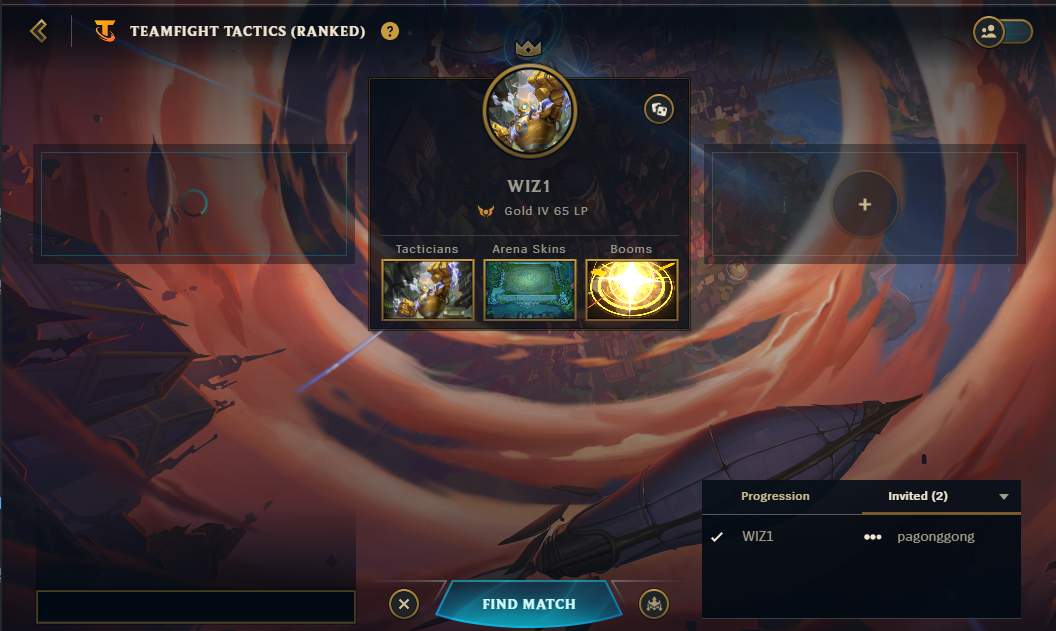 TEAMFIGHT TACTICS (RANKED) ?
WIZ1
Gold IV 65 LP
Tacticians Arena Skins Booms
+
Progression Invited (2)
WIZ1 pagonggong
FIND MATCH